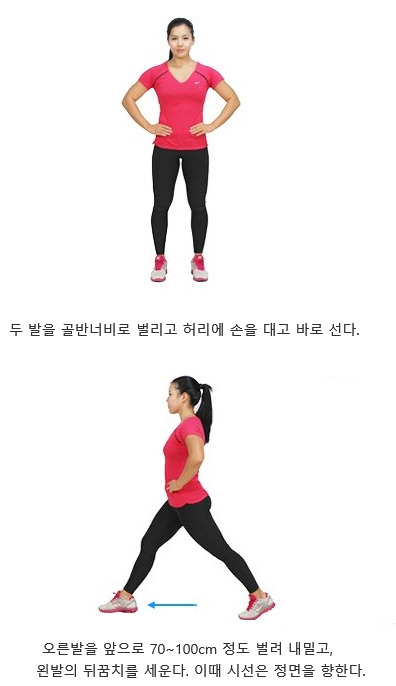 두 발을 골반너비로 벌리고 허리에 손을 대고 바로 선다.
오른발을 앞으로 70~100cm 정도 벌려 내밀고,
왼발의 뒤꿈치를 세운다. 이때 시선은 정면을 향한다.